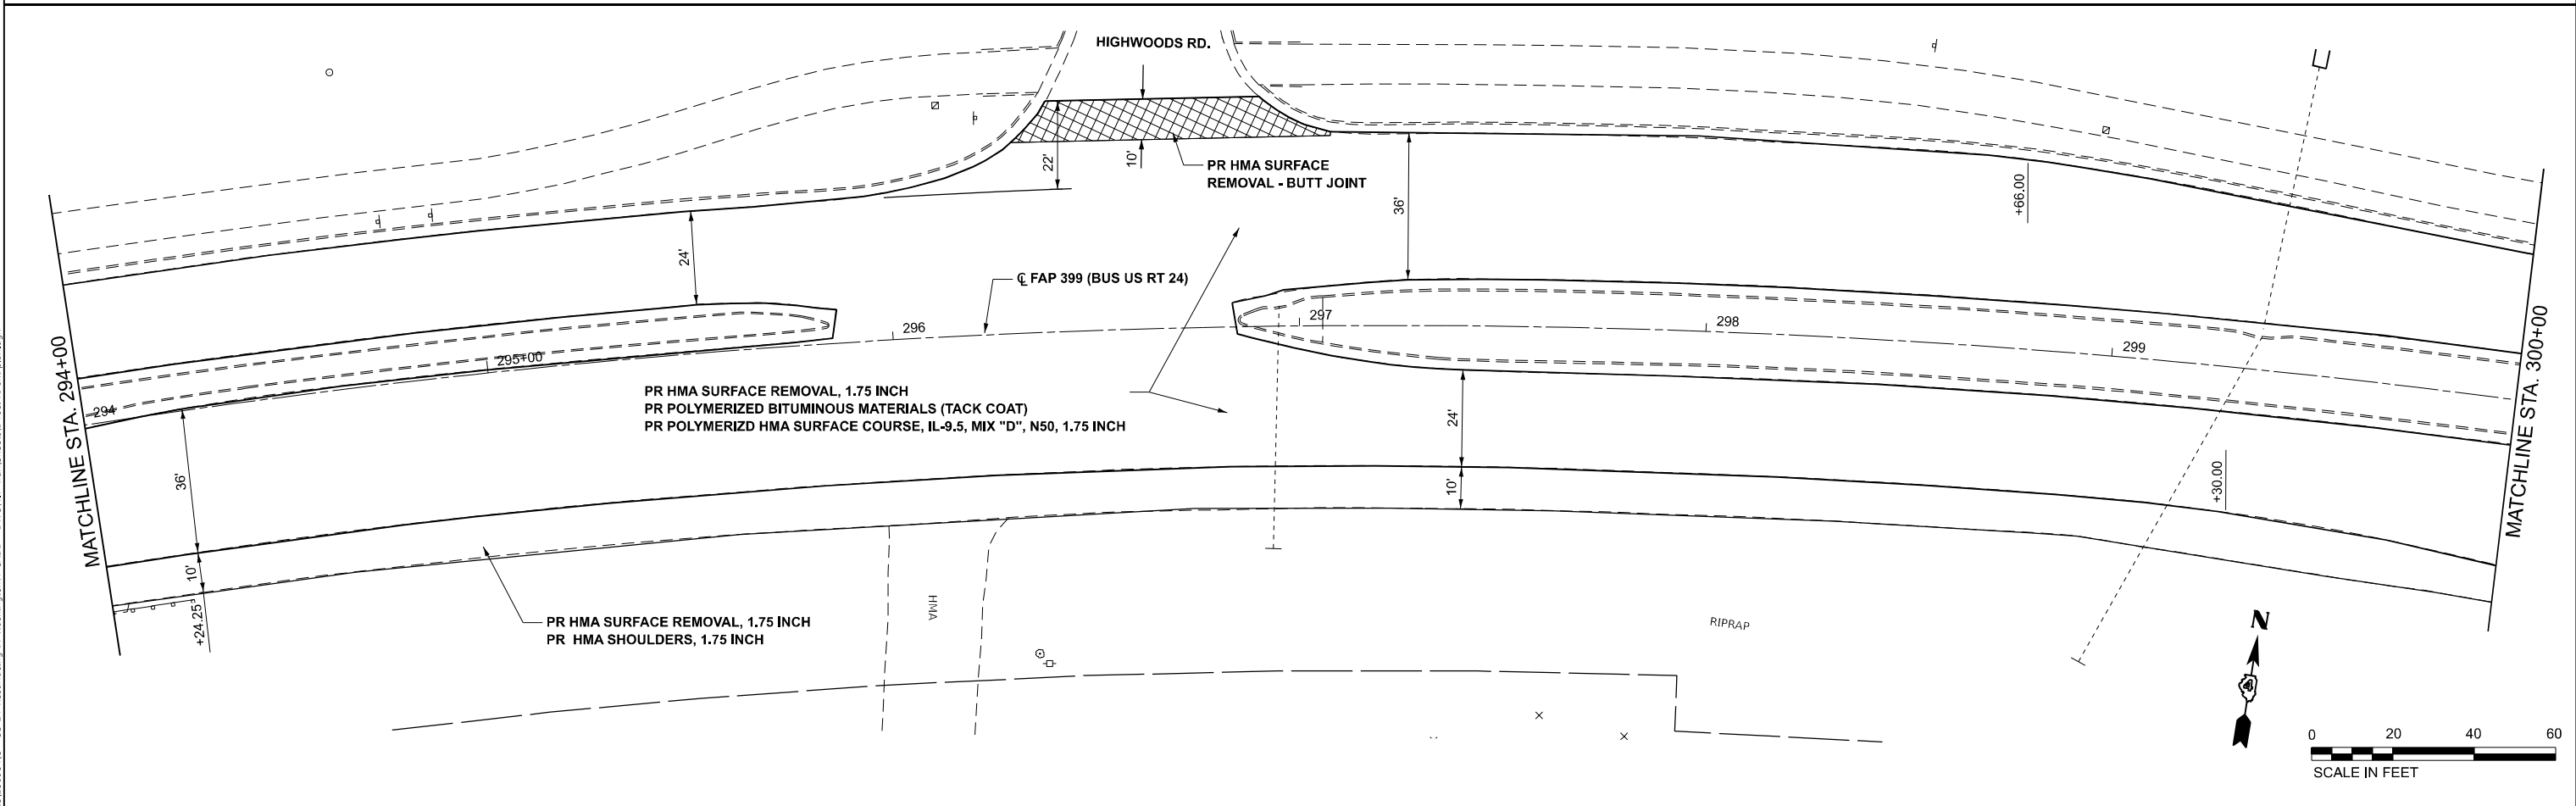 HIGHWOODS RD.
22'
10'
PR HMA SURFACE
REMOVAL - BUTT JOINT
36'
+66.00
24'
℄ FAP 399 (BUS US RT 24)
MATCHLINE STA. 294+00
294
295+00
296
297
298
299
MATCHLINE STA. 300+00
PR HMA SURFACE REMOVAL, 1.75 INCH
PR POLYMERIZED BITUMINOUS MATERIALS (TACK COAT)
PR POLYMERIZD HMA SURFACE COURSE, IL-9.5, MIX "D", N50, 1.75 INCH
36'
10'
+24.25
24'
10'
+30.00
PR HMA SURFACE REMOVAL, 1.75 INCH
PR HMA SHOULDERS, 1.75 INCH
HMA
RIPRAP
N
0 20 40 60
SCALE IN FEET